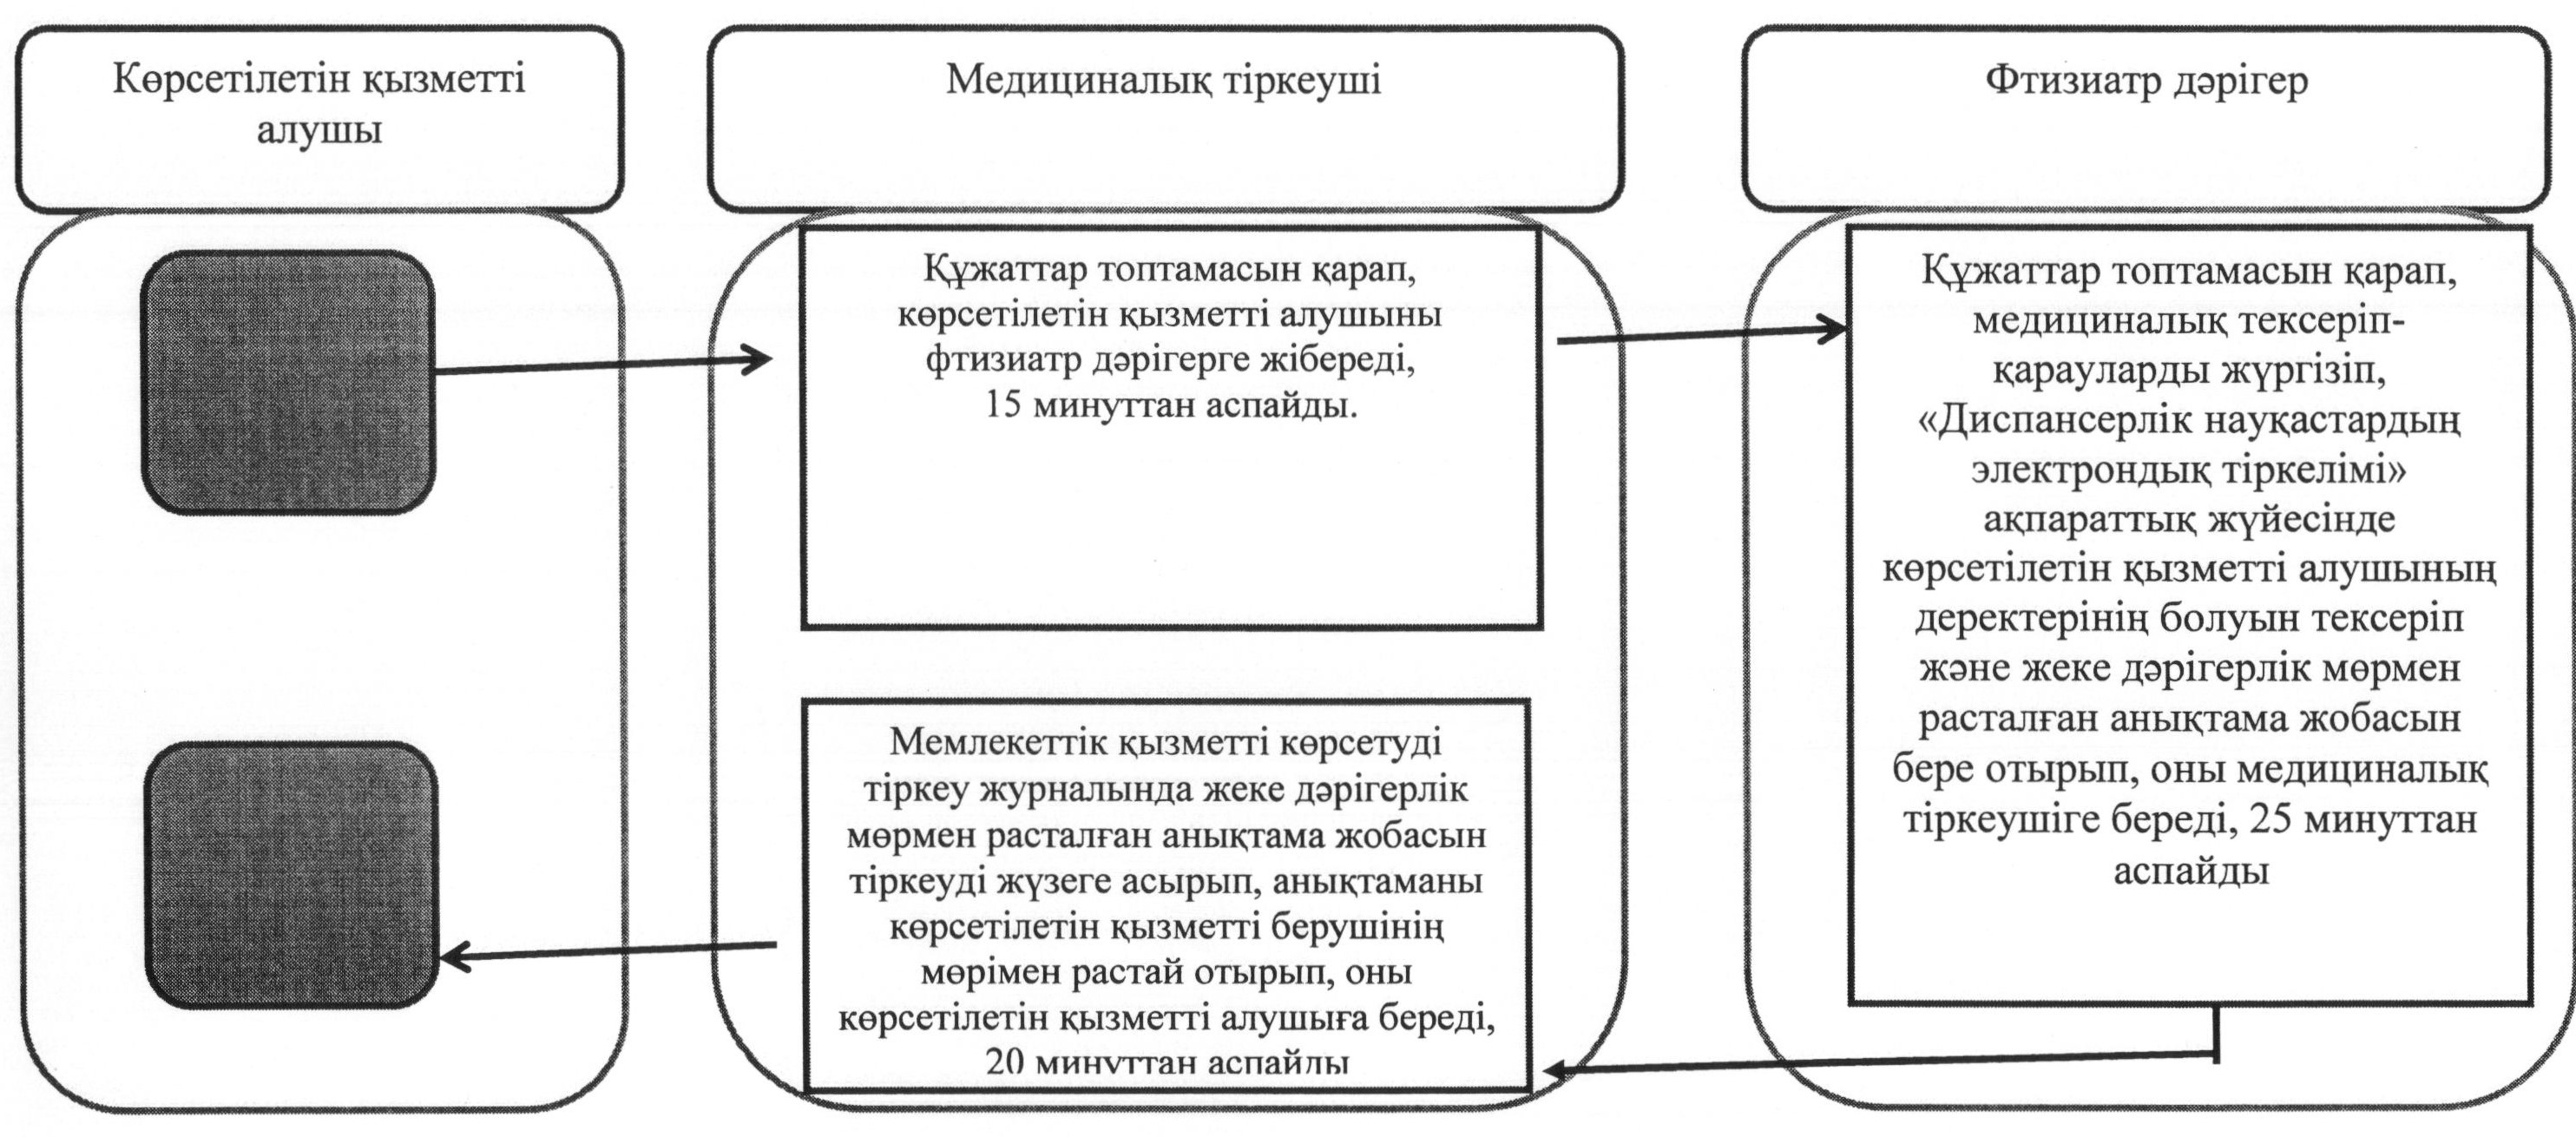 Көрсетілетін қызметті
алушы
Медициналық тіркеуші
Фтизиатр дәрігер
Құжаттар топтамасын қарап,
көрсетілетін қызметті алушыны
фтизиатр дәрігерге жібереді,
15 минуттан аспайды.
Құжаттар топтамасын қарап,
медициналық тексеріп-
қарауларды жүргізіп,
«Диспансерлік науқастардың
электрондық тіркелімі»
ақпараттық жүйесінде
көрсетілетін қызметті алушының
деректерінің болуын тексеріп
және жеке дәрігерлік мөрмен
расталған анықтама жобасын
бере отырып, оны медициналық
тіркеушіге береді, 25 минуттан
аспайды
Мемлекеттік қызметті көрсетуді
тіркеу журналында жеке дәрігерлік
мөрмен расталған анықтама жобасын
тіркеуді жүзеге асырып, анықтаманы
көрсетілетін қызметті берушінің
мөрімен растай отырып, оны
көрсетілетін қызметті алушыға береді,
20 минуттан аспайды